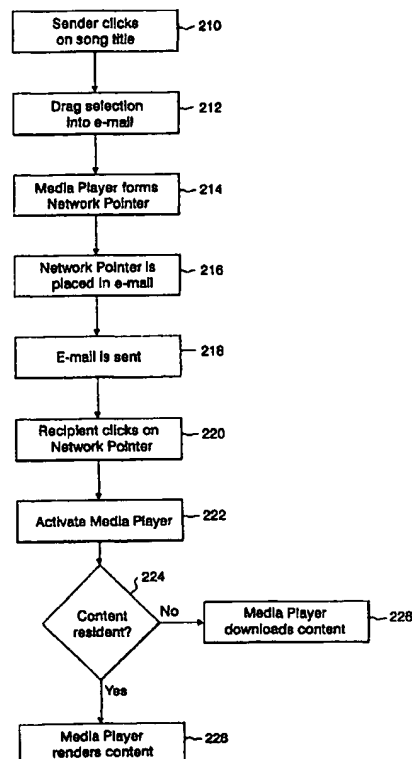 Sender clicks
on song title
210
Drag selection
into e-mail
212
Media Player forms
Network Pointer
214
Network Pointer is
placed in e-mail
216
E-mail is sent
218
Recipient clicks on
Network Pointer
220
Activate Media Player
222
224
Content
resident?
No
Media Player
downloads content
226
Yes
Media Player
renders content
228